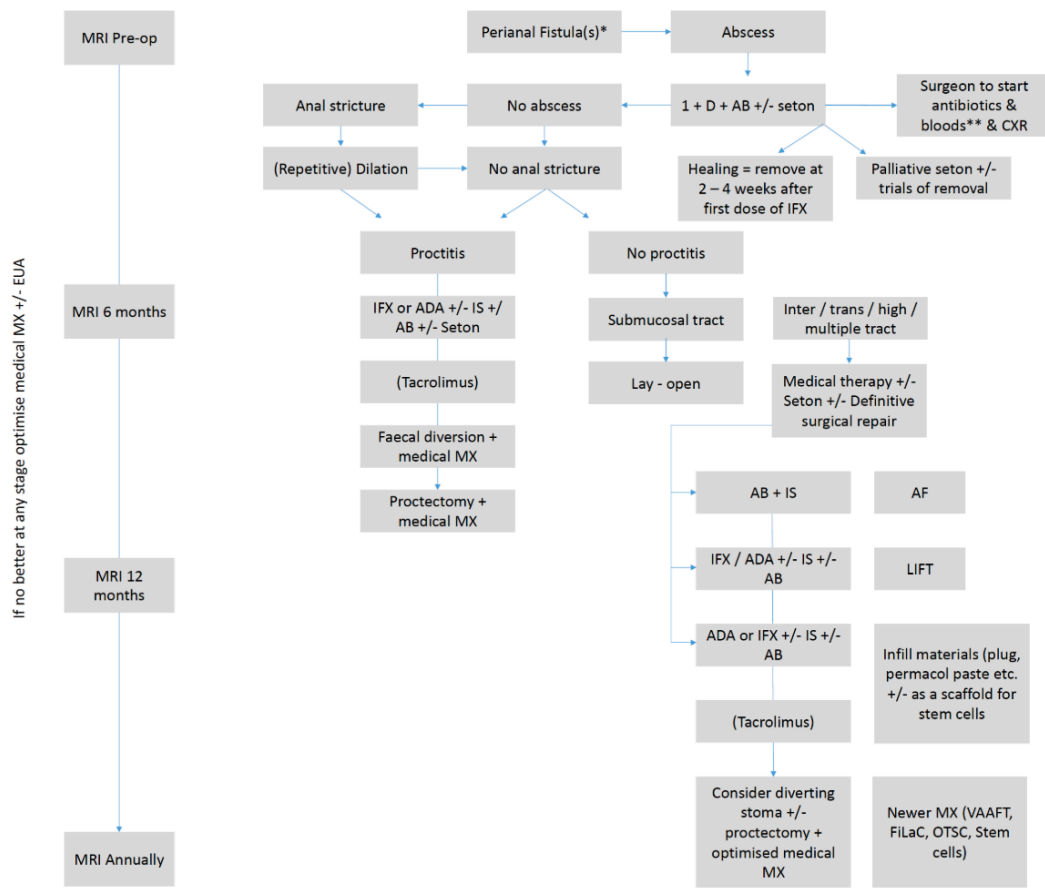 MRI Pre-op
Perianal Fistula(s)*
Abscess
Anal stricture
No abscess
1 + D + AB +/- seton
Surgeon to start
antibiotics &
bloods** & CXR
(Repetitive) Dilation
No anal stricture
Healing = remove at
2 – 4 weeks after
first dose of IFX
Palliative seton +/-
trials of removal
Proctitis
No proctitis
If no better at any stage optimise medical MX +/- EUA
MRI 6 months
IFX or ADA +/- IS +/
AB +/- Seton
Submucosal tract
Inter / trans / high /
multiple tract
(Tacrolimus)
Lay - open
Medical therapy +/-
Seton +/- Definitive
surgical repair
Faecal diversion +
medical MX
Proctectomy +
medical MX
AB + IS
AF
MRI 12
months
IFX / ADA +/- IS +/-
AB
LIFT
ADA or IFX +/- IS +/-
AB
Infill materials (plug,
permacol paste etc.
+/- as a scaffold for
stem cells
(Tacrolimus)
Consider diverting
stoma +/-
proctectomy +
optimised medical
MX
Newer MX (VAAFT,
FiLaC, OTSC, Stem
cells)
MRI Annually